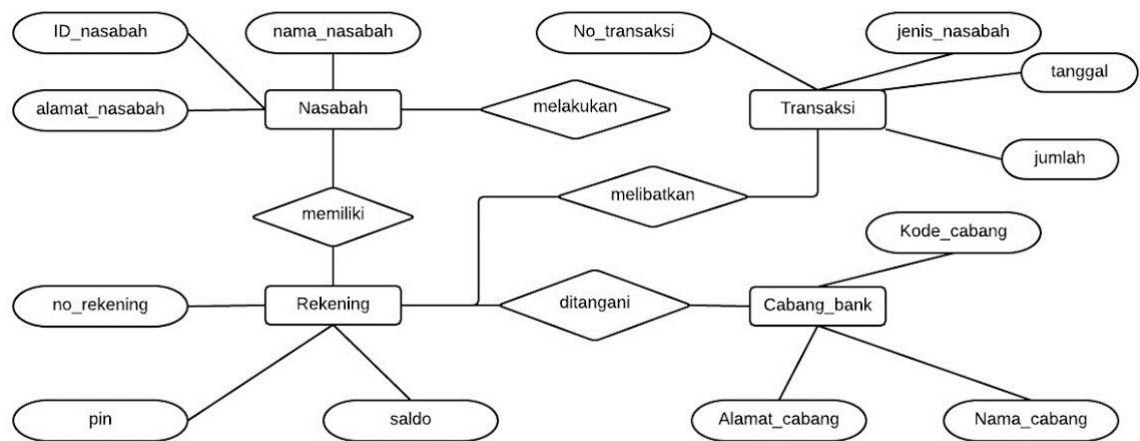 ID_nasabah
nama_nasabah
No_transaksi
jenis_nasabah
tanggal
alamat_nasabah
Nasabah
melakukan
Transaksi
jumlah
memiliki
melibatkan
Kode_cabang
no_rekening
Rekening
ditangani
Cabang_bank
pin
saldo
Alamat_cabang
Nama_cabang